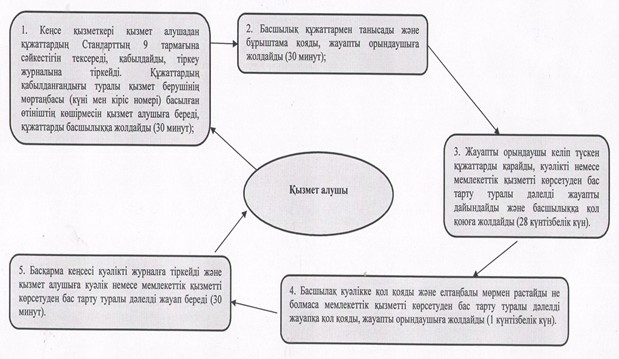 1. Кеңсе қызметкері қызмет алушадан
құжаттардың Стандарттың 9 тармағына
сәйкестігін тексереді, қабылдайды, тіркеу
журналына тіркейді. Құжаттардың
қабылданғандығы туралы қызмет берушінің
мөртаңбасы (күні мен кіріс номері) басылған
өтініштің көшірмесін қызмет алушыға береді,
құжаттарды басшылыққа жолдайды (30 минут);
2. Басшылық құжаттармен танысады және
бұрыштама қояды, жауапты орындаушыға
жолдайды (30 минут);
3. Жауапты орындаушы келіп түскен
құжаттарды қарайды, куәлікті немесе
мемлекеттік қызметті көрсетуден бас
тарту туралы дәлелді жауапты
дайындайды және басшылыққа қол
қоюға жолдайды (28 күнтізбелік күн).
Қызмет алушы
4. Басшылақ куәлікке қол қояды және елтаңбалы мөрмен растайды не
болмаса мемлекеттік қызметті көрсетуден бас тарту туралы дәлелді
жауапқа қол қояды, жауапты орындаушыға жолдайды (1 күнтізбелік күн).
5. Басқарма кеңсесі куәлікті журналға тіркейді және
қызмет алушыға куәлік немесе мемлекеттік қызметті
көрсетуден бас тарту туралы дәлелді жауап береді (30
минут).